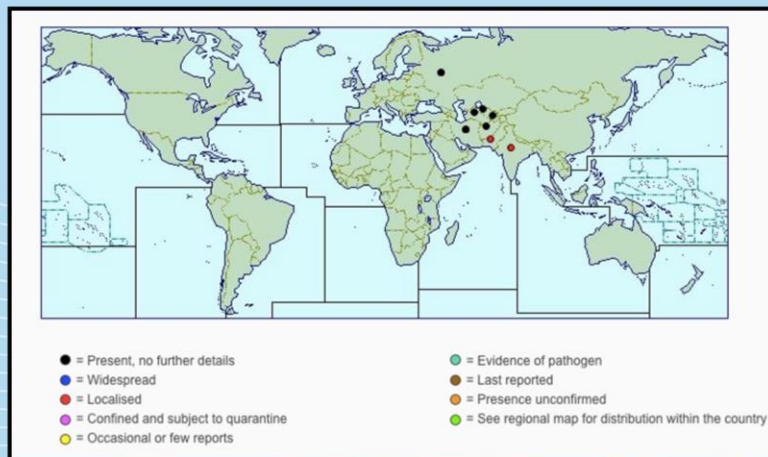 = Present, no further details
= Widespread
= Localised
= Confined and subject to quarantine
= Occasional or few reports
= Evidence of pathogen
= Last reported
= Presence unconfirmed
= See regional map for distribution within the country